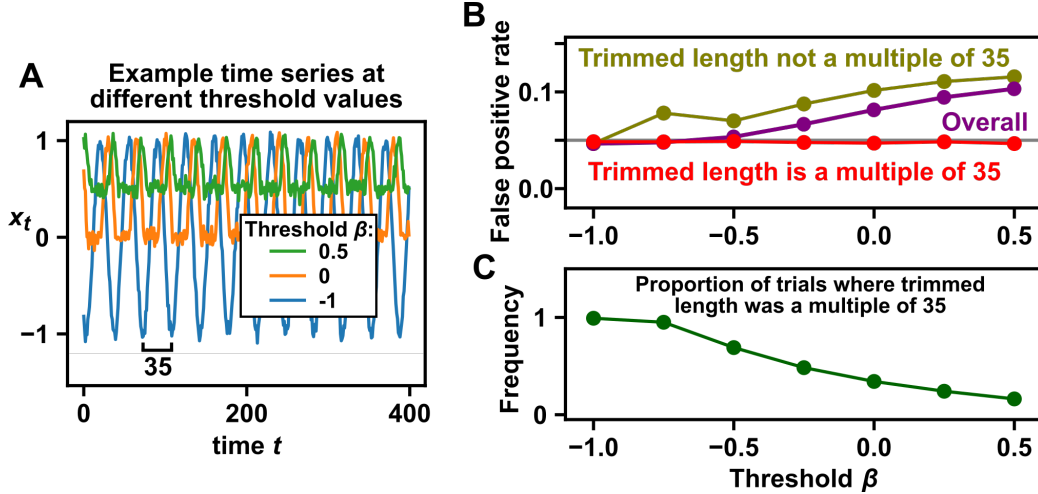 A
Example time series at
different threshold values
1
0
−1
x_t
Threshold β:
0.5
0
-1
35
0
200
400
time t
B
False positive rate
0.1
0.0
Trimmed length not a multiple of 35
Overall
Trimmed length is a multiple of 35
−1.0
−0.5
0.0
0.5
C
Frequency
1
0
Proportion of trials where trimmed
length was a multiple of 35
−1.0
−0.5
0.0
0.5
Threshold β